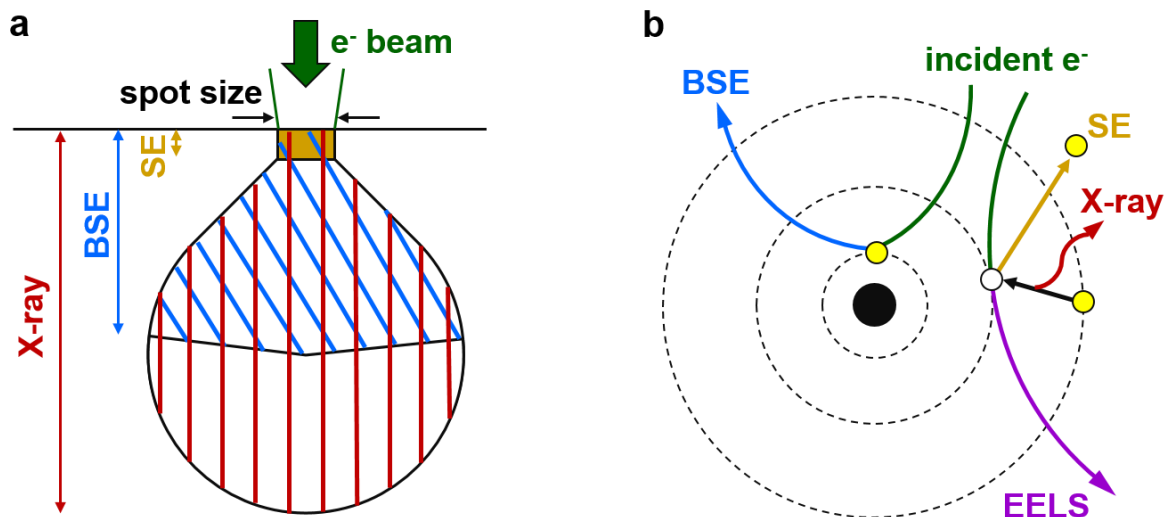 a
e⁻ beam
spot size
SE
BSE
X-ray
b
incident e⁻
BSE
SE
X-ray
EELS